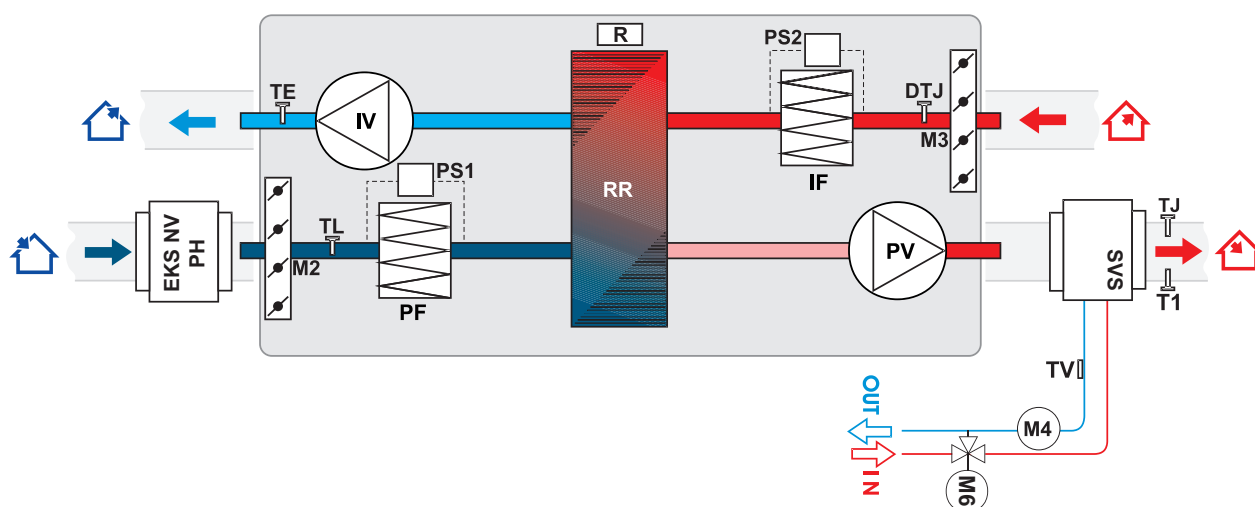 R
PS2
TE
IV
DTJ
M3
IF
PS1
RR
EKS NV
PH
TL
M2
PF
PV
SVS
TJ
T1
TV
OUT
M4
IN
M6